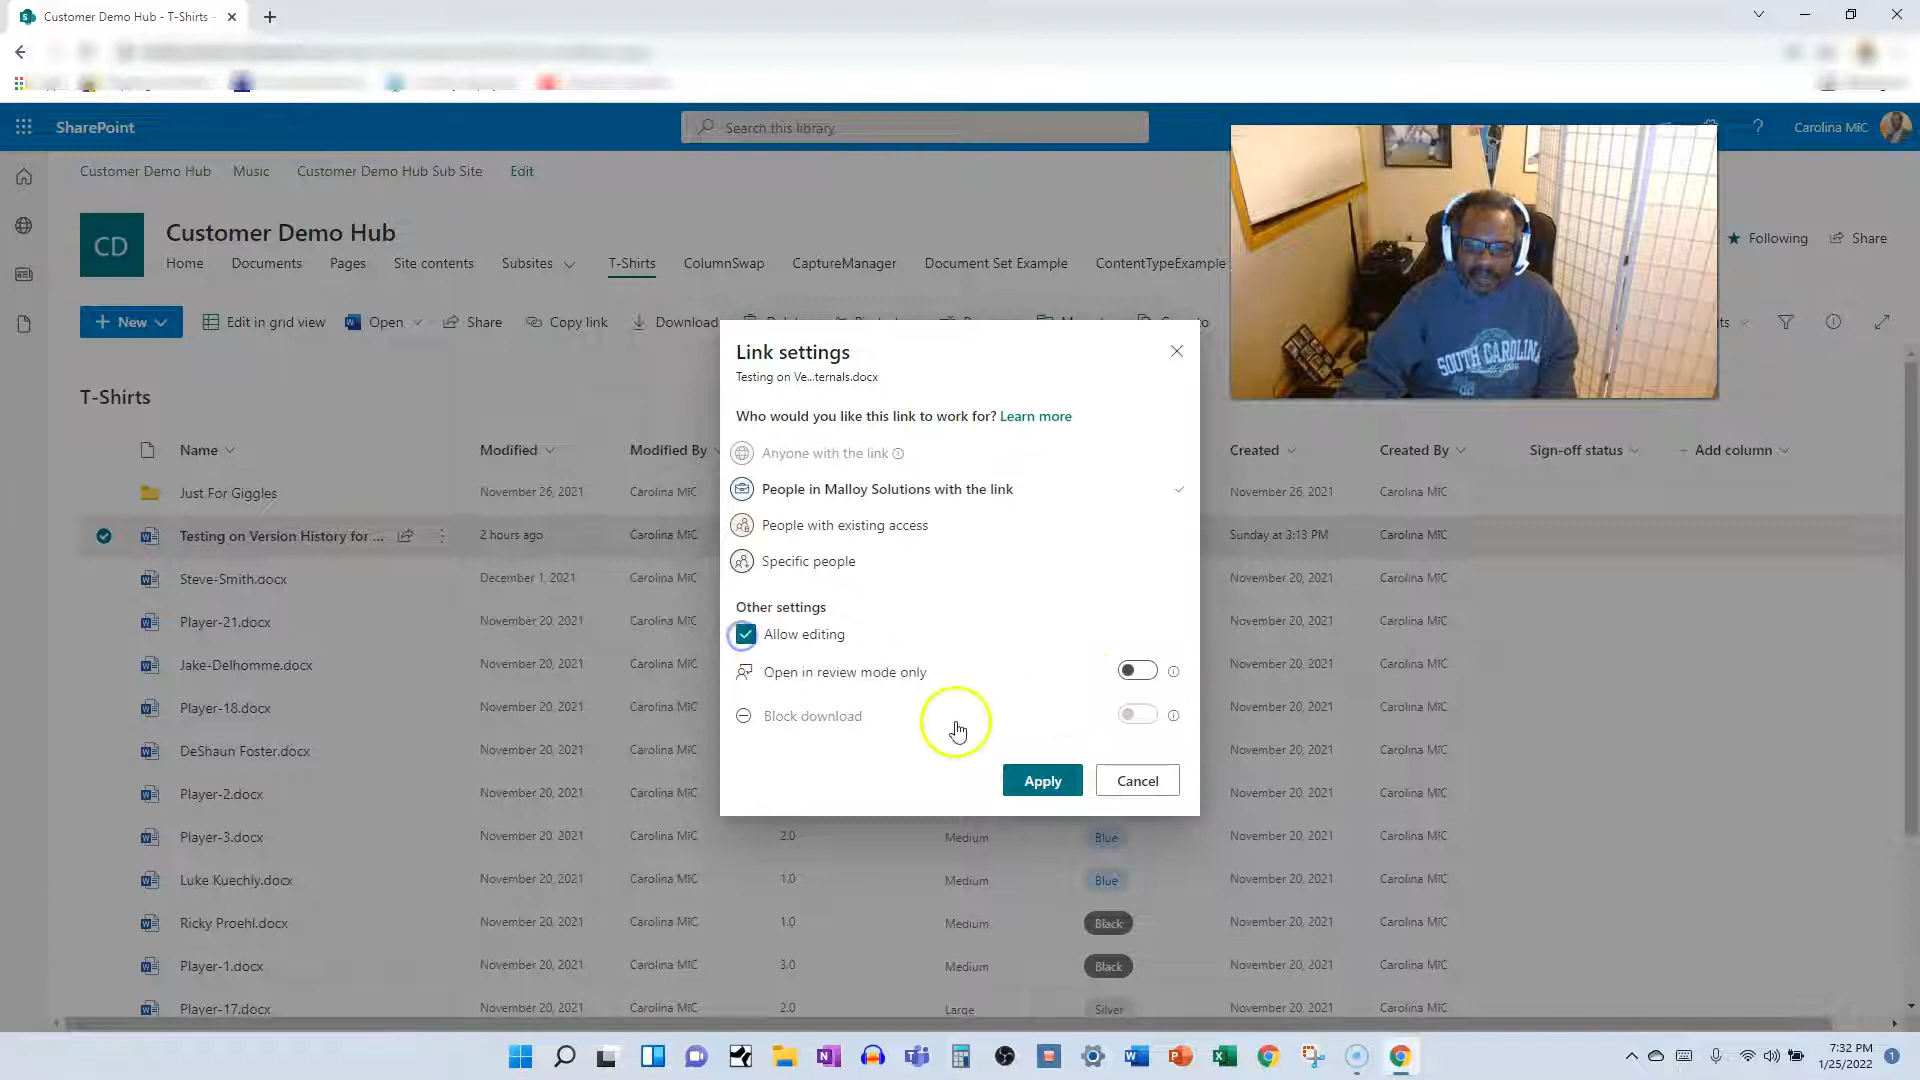 Customer Demo Hub - T-Shirts -
SharePoint
Search this library
Carolina MiC
Customer Demo Hub Music Customer Demo Hub Sub Site Edit
CD
Customer Demo Hub
Following Share
Home Documents Pages Site contents Subsites T-Shirts ColumnSwap CaptureManager Document Set Example ContentTypeExample
SOUTH CAROLINA
New Edit in grid view Open Share Copy link Download
T-Shirts
Name Modified Modified By Created Created By Sign-off status + Add column
Just For Giggles November 26, 2021 Carolina MiC November 26, 2021 Carolina MiC
Testing on Version History for ... 2 hours ago Carolina MiC Sunday at 3:13 PM Carolina MiC
Steve-Smith.docx December 1, 2021 Carolina MiC November 20, 2021 Carolina MiC
Player-21.docx November 20, 2021 Carolina MiC November 20, 2021 Carolina MiC
Jake-Delhomme.docx November 20, 2021 Carolina MiC November 20, 2021 Carolina MiC
Player-18.docx November 20, 2021 Carolina MiC November 20, 2021 Carolina MiC
DeShaun Foster.docx November 20, 2021 Carolina MiC November 20, 2021 Carolina MiC
Player-2.docx November 20, 2021 Carolina MiC November 20, 2021 Carolina MiC
Player-3.docx November 20, 2021 Carolina MiC 2.0 Medium Blue November 20, 2021 Carolina MiC
Luke Kuechly.docx November 20, 2021 Carolina MiC 1.0 Medium Blue November 20, 2021 Carolina MiC
Ricky Proehl.docx November 20, 2021 Carolina MiC 1.0 Medium Black November 20, 2021 Carolina MiC
Player-1.docx November 20, 2021 Carolina MiC 3.0 Medium Black November 20, 2021 Carolina MiC
Player-17.docx November 20, 2021 Carolina MiC 2.0 Large Silver November 20, 2021 Carolina MiC
Link settings
Testing on Ve...ternals.docx
Who would you like this link to work for? Learn more
Anyone with the link
People in Malloy Solutions with the link
People with existing access
Specific people
Other settings
Allow editing
Open in review mode only
Block download
Apply Cancel
7:32 PM
1/25/2022
1